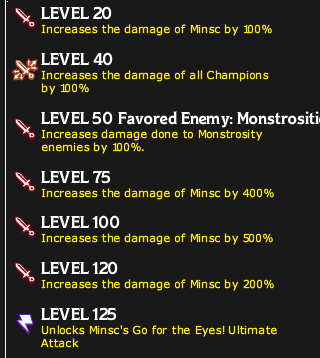 LEVEL 20
Increases the damage of Minsc by 100%
LEVEL 40
Increases the damage of all Champions
by 100%
LEVEL 50 Favored Enemy: Monstrositi
Increases damage done to Monstrosity
enemies by 100%.
LEVEL 75
Increases the damage of Minsc by 400%
LEVEL 100
Increases the damage of Minsc by 500%
LEVEL 120
Increases the damage of Minsc by 200%
LEVEL 125
Unlocks Minsc's Go for the Eyes! Ultimate
Attack